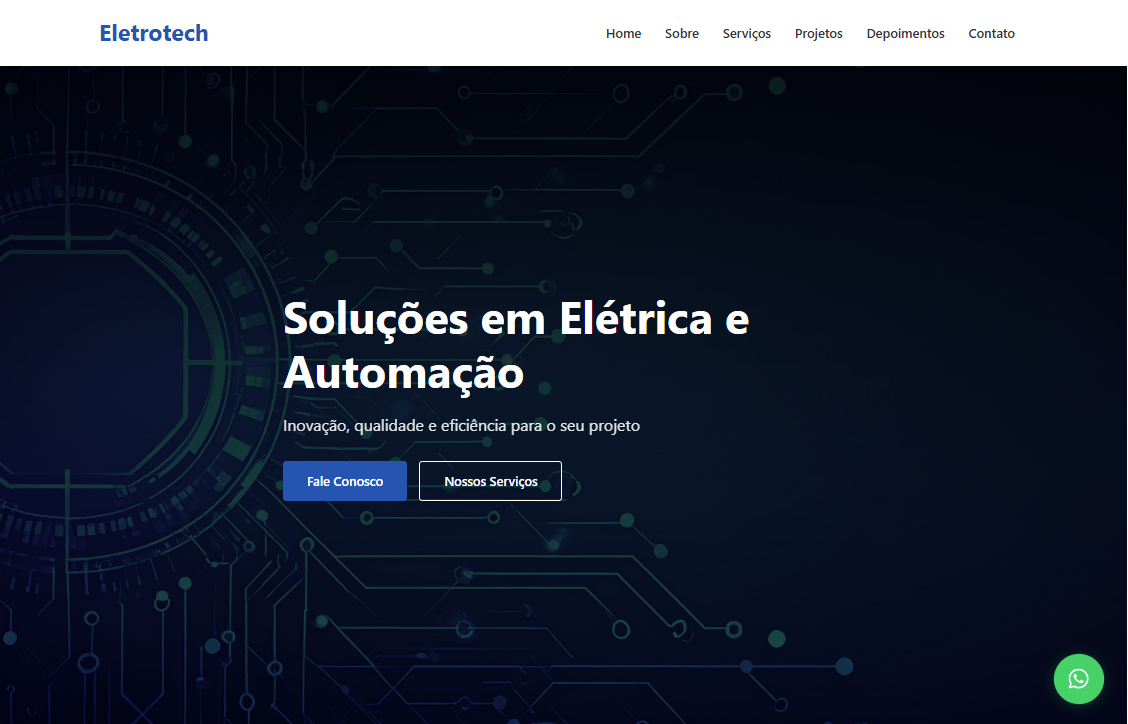 Eletrotech
Home Sobre Serviços Projetos Depoimentos Contato
Soluções em Elétrica e
Automação
Inovação, qualidade e eficiência para o seu projeto
Fale Conosco Nossos Serviços